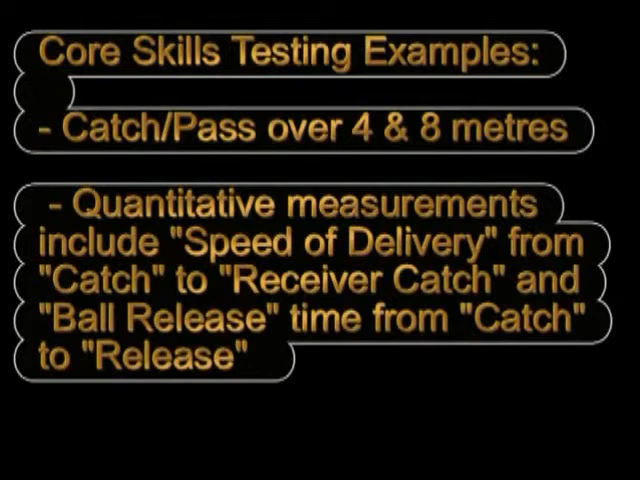 Core Skills Testing Examples:
- Catch/Pass over 4 & 8 metres
- Quantitative measurements
include "Speed of Delivery" from
"Catch" to "Receiver Catch" and
"Ball Release" time from "Catch"
to "Release"